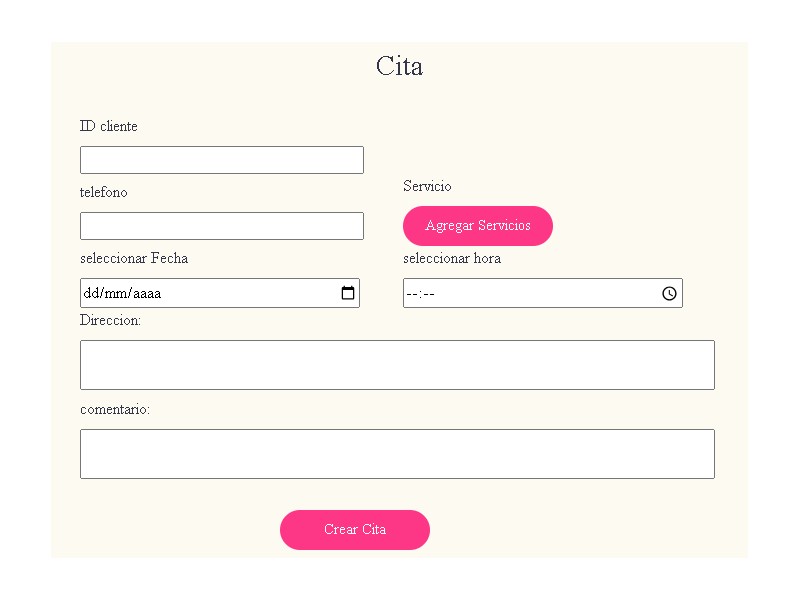 Cita
ID cliente
telefono
Servicio
Agregar Servicios
seleccionar Fecha
seleccionar hora
dd/mm/aaaa
--:--
Direccion:
comentario:
Crear Cita